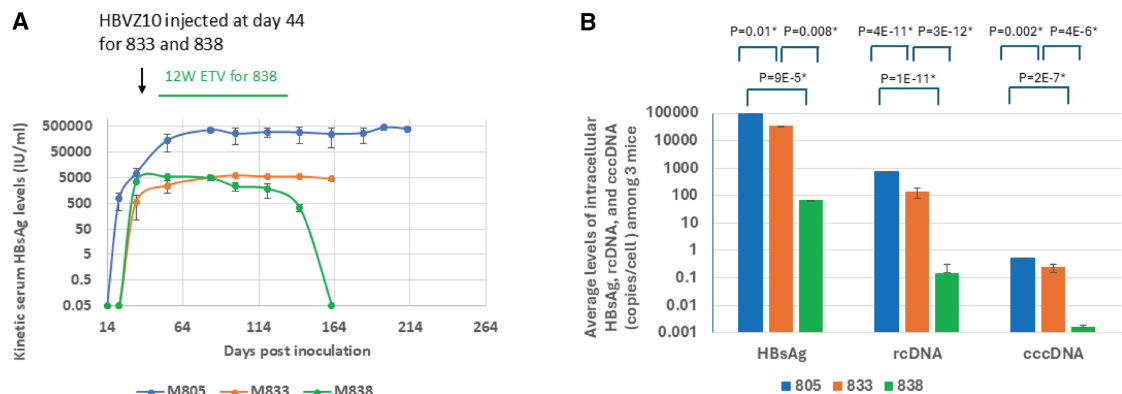 A
HBVZ10 injected at day 44
for 833 and 838
12W ETV for 838
Kinetic serum HBsAg levels (IU/ml)
500000
50000
5000
500
50
5
0.5
0.05
14
64
114
164
214
264
Days post inoculation
M805
M833
M838
B
P=0.01*
P=0.008*
P=4E-11*
P=3E-12*
P=0.002*
P=4E-6*
P=9E-5*
P=1E-11*
P=2E-7*
Average levels of intracellular
HBsAg, rcDNA, and cccDNA
(copies/cell) among 3 mice
100000
10000
1000
100
10
1
0.1
0.01
0.001
HBsAg
rcDNA
cccDNA
805
833
838